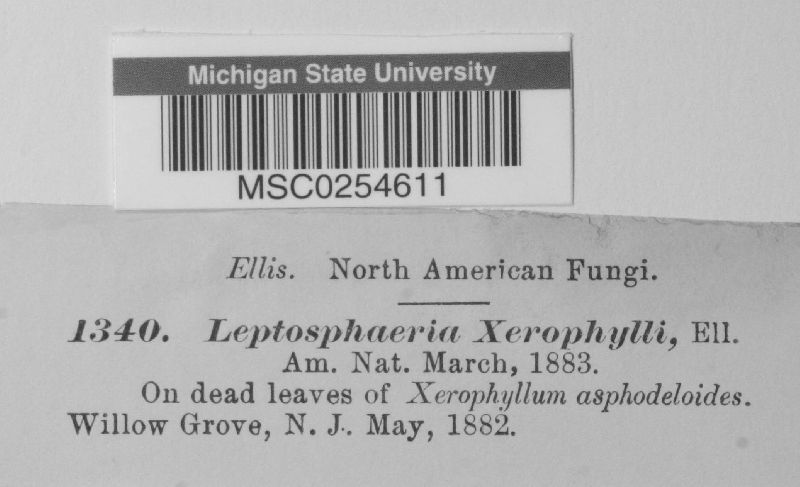 Michigan State University
MSC0254611
Ellis. North American Fungi.
1340. Leptosphaeria Xerophylli, Ell.
Am. Nat. March, 1883.
On dead leaves of Xerophyllum asphodeloides.
Willow Grove, N. J. May, 1882.